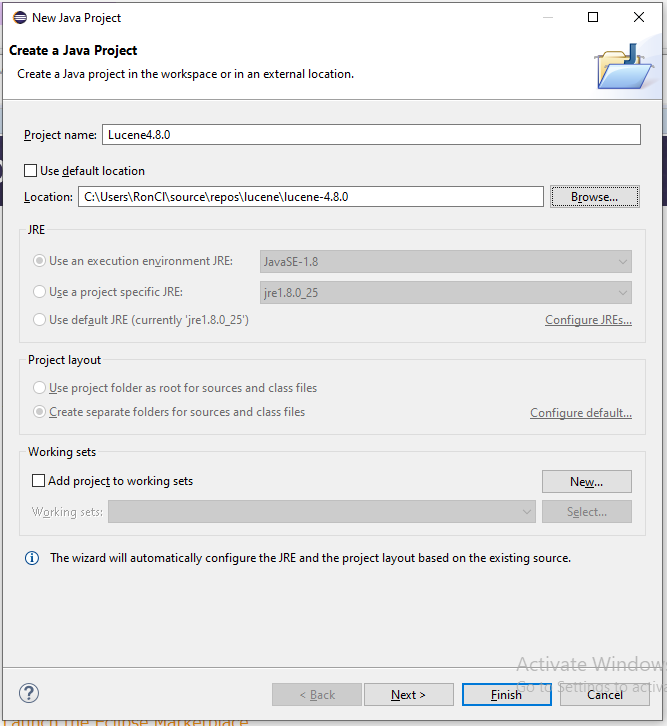 New Java Project
Create a Java Project
Create a Java project in the workspace or in an external location.
Project name: Lucene4.8.0
Use default location
Location: C:\Users\RonCl\source\repos\lucene\lucene-4.8.0 Browse...
JRE
Use an execution environment JRE: JavaSE-1.8
Use a project specific JRE: jre1.8.0_25
Use default JRE (currently 'jre1.8.0_25') Configure JREs...
Project layout
Use project folder as root for sources and class files
Create separate folders for sources and class files Configure default...
Working sets
Add project to working sets New...
Working sets: Select...
The wizard will automatically configure the JRE and the project layout based on the existing source.
Activate Windows
Go to Settings to activa
< Back Next > Finish Cancel
Launch the Eclipse Marketplace